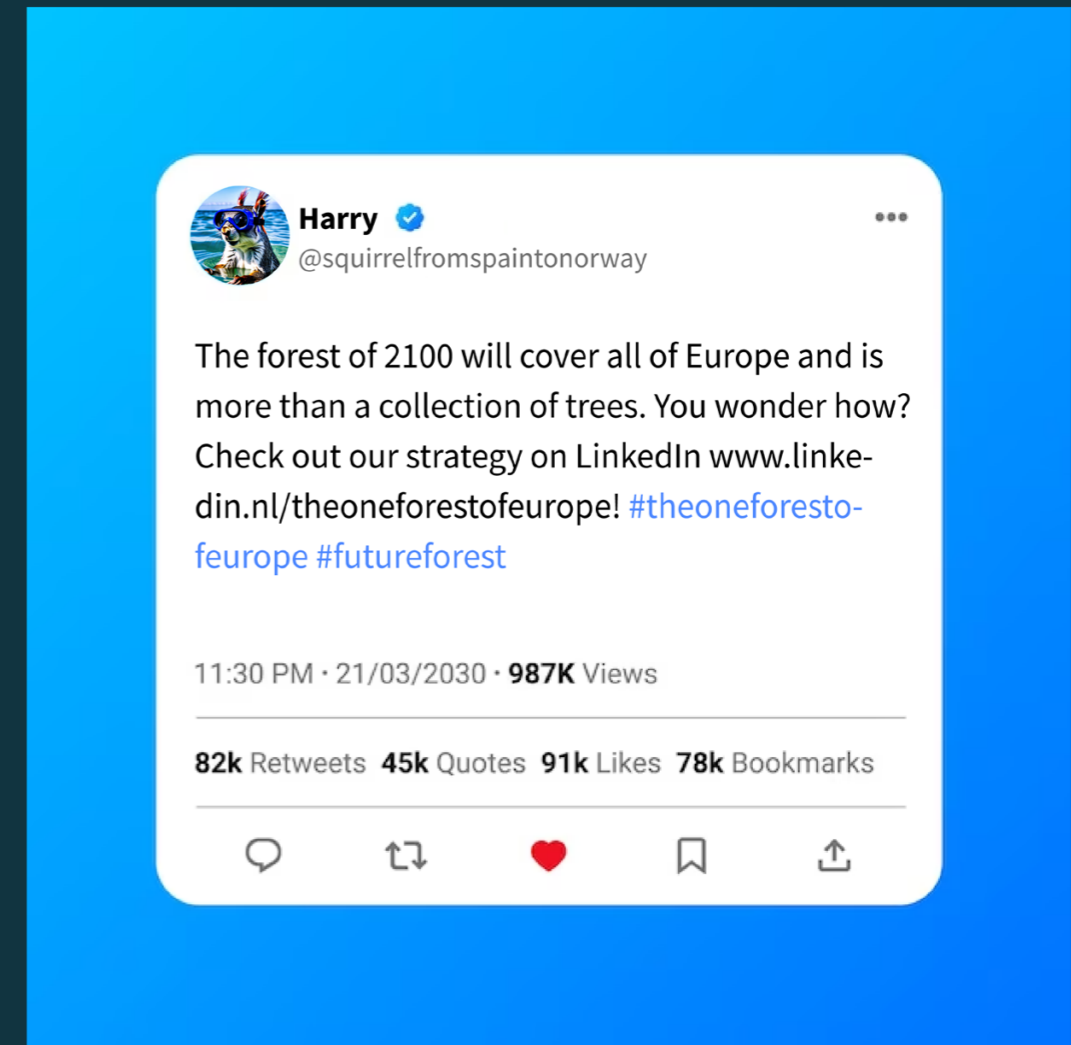 Harry
@squirrelfromspaintonorway
The forest of 2100 will cover all of Europe and is
more than a collection of trees. You wonder how?
Check out our strategy on LinkedIn www.linke-
din.nl/theoneforestofeurope! #theoneforesto-
feurope #futureforest
11:30 PM · 21/03/2030 · 987K Views
82k Retweets 45k Quotes 91k Likes 78k Bookmarks